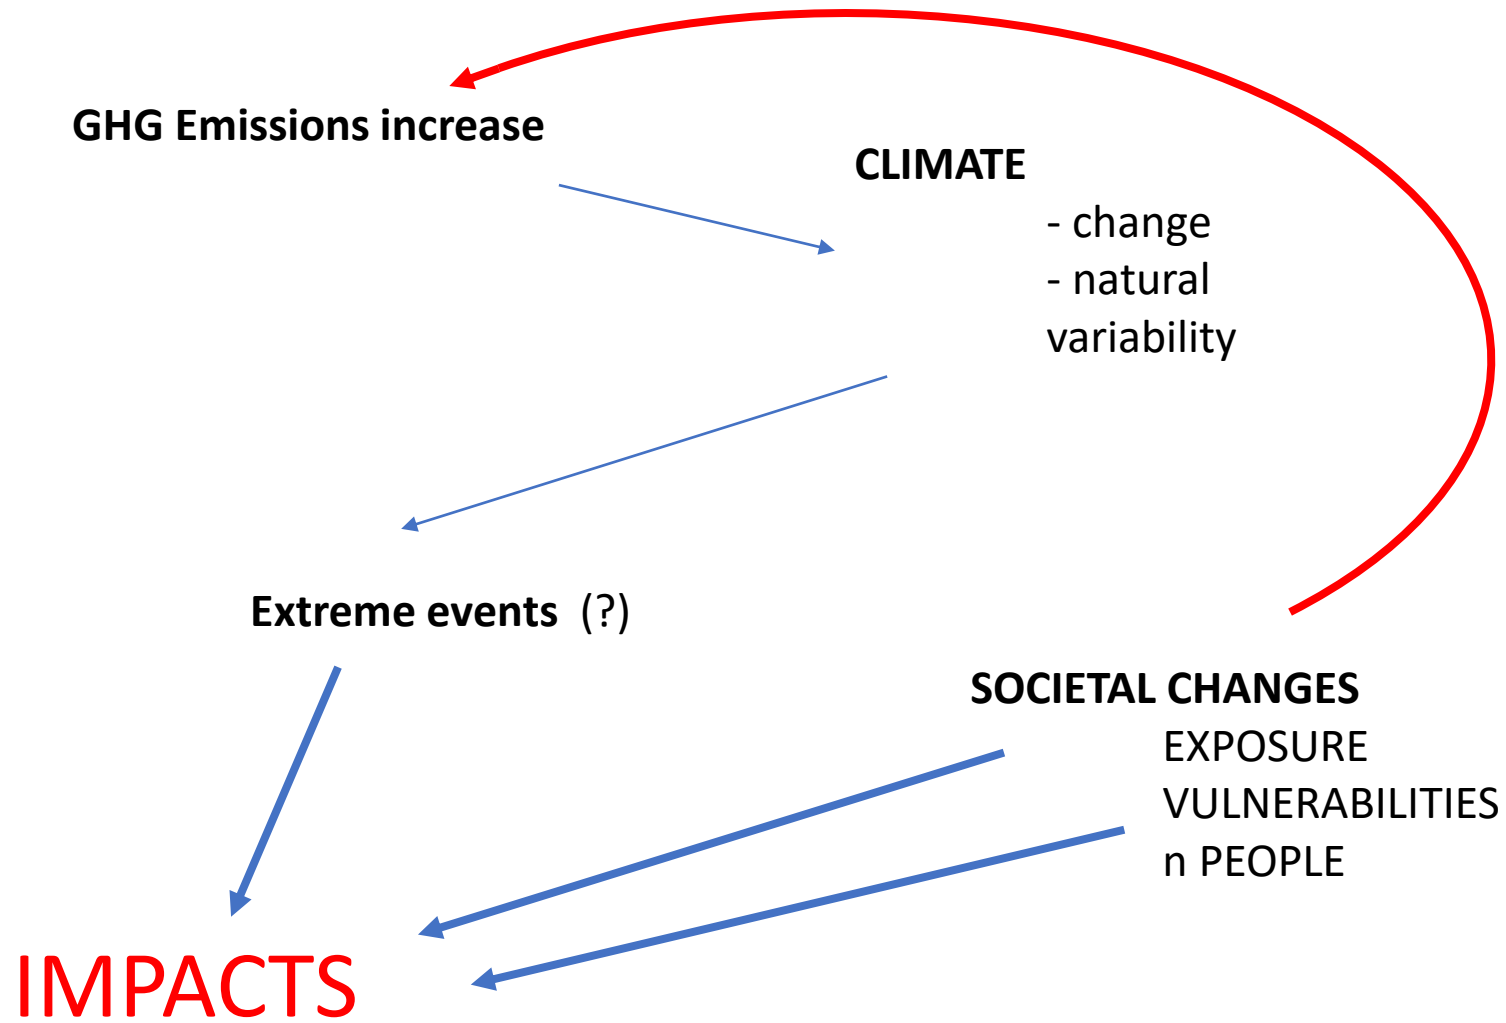 GHG Emissions increase
CLIMATE
- change
- natural
variability
Extreme events (?)
SOCIETAL CHANGES
EXPOSURE
VULNERABILITIES
n PEOPLE
IMPACTS